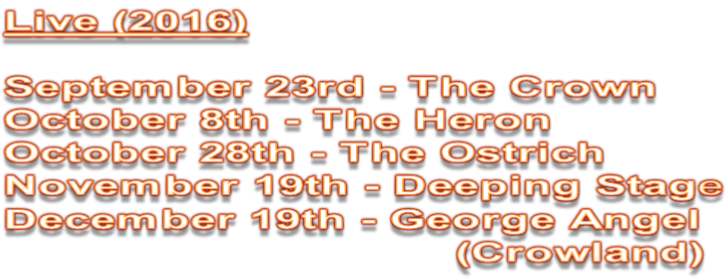 Live (2016)
September 23rd - The Crown
October 8th - The Heron
October 28th - The Ostrich
November 19th - Deeping Stage
December 19th - George Angel
(Crowland)